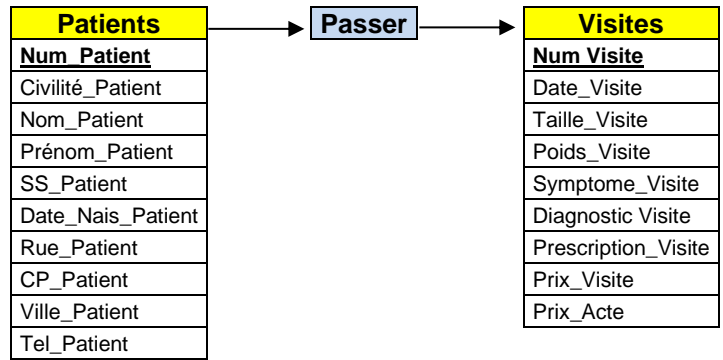 Patients
Num_Patient
Civilité_Patient
Nom_Patient
Prénom_Patient
SS_Patient
Date_Nais_Patient
Rue_Patient
CP_Patient
Ville_Patient
Tel_Patient
Passer
Visites
Num Visite
Date_Visite
Taille_Visite
Poids_Visite
Symptome_Visite
Diagnostic Visite
Prescription_Visite
Prix_Visite
Prix_Acte